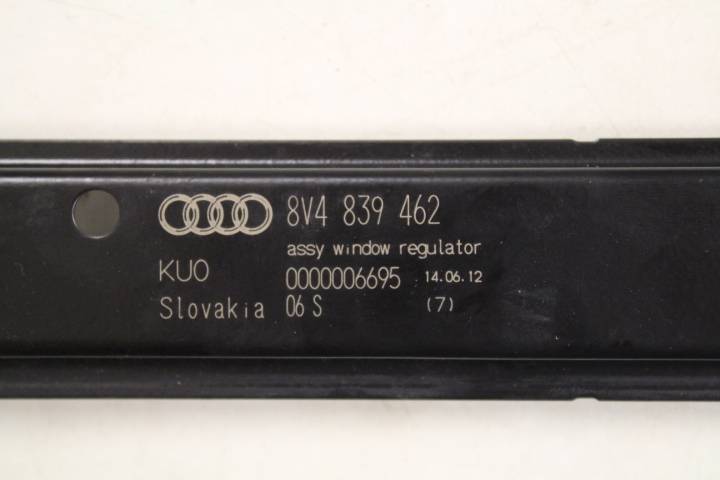 8V4 839 462
assy window regulator
KUO 0000006695 14.06.12
Slovakia 06 S (7)